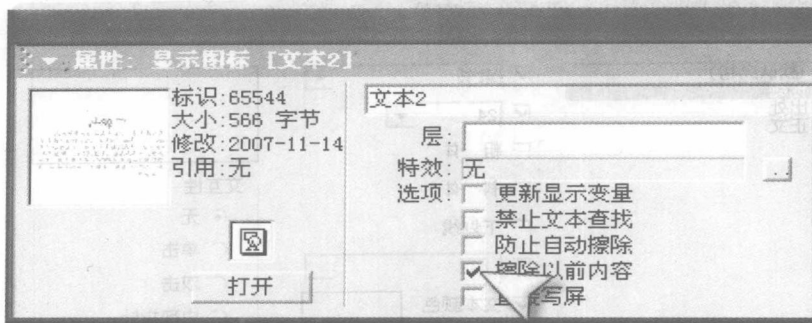 属性: 显示图标 [文本2]
标识:65544
大小:566 字节
修改:2007-11-14
引用:无
打开
文本2
层:
特效: 无
..
选项: 更新显示变量
禁止文本查找
防止自动擦除
擦除以前内容
写屏